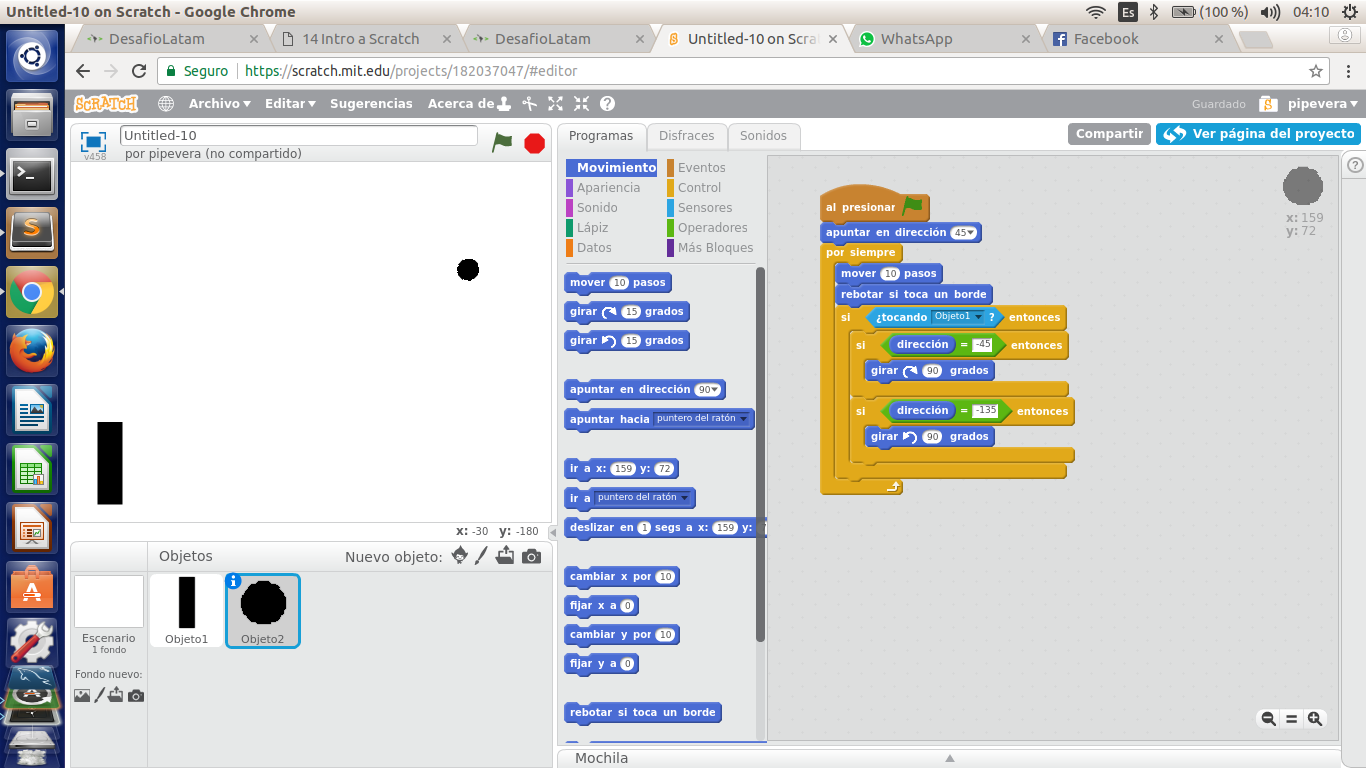 Untitled-10 on Scratch - Google Chrome
Es
(100 %)
04:10
DesafioLatam
14 Intro a Scratch
DesafioLatam
Untitled-10 on Scra
WhatsApp
Facebook
Seguro
https://scratch.mit.edu/projects/182037047/#editor
SCRATCH
Archivo
Editar
Sugerencias
Acerca de
Guardado
pipevera
v458
Untitled-10
por pipevera (no compartido)
Programas
Disfraces
Sonidos
Compartir
Ver página del proyecto
Movimiento
Eventos
Apariencia
Control
Sonido
Sensores
Lápiz
Operadores
Datos
Más Bloques
mover 10 pasos
girar 15 grados
girar 15 grados
apuntar en dirección 90
apuntar hacia puntero del ratón
ir a x: 159 y: 72
ir a puntero del ratón
deslizar en 1 segs a x: 159 y:
cambiar x por 10
fijar x a 0
cambiar y por 10
fijar y a 0
rebotar si toca un borde
al presionar
apuntar en dirección 45
por siempre
mover 10 pasos
rebotar si toca un borde
si ¿tocando Objeto1 ? entonces
si dirección = -45 entonces
girar 90 grados
si dirección = -135 entonces
girar 90 grados
x: 159
y: 72
x: -30 y: -180
Objetos
Nuevo objeto:
Escenario
1 fondo
Fondo nuevo:
Objeto1
Objeto2
Mochila